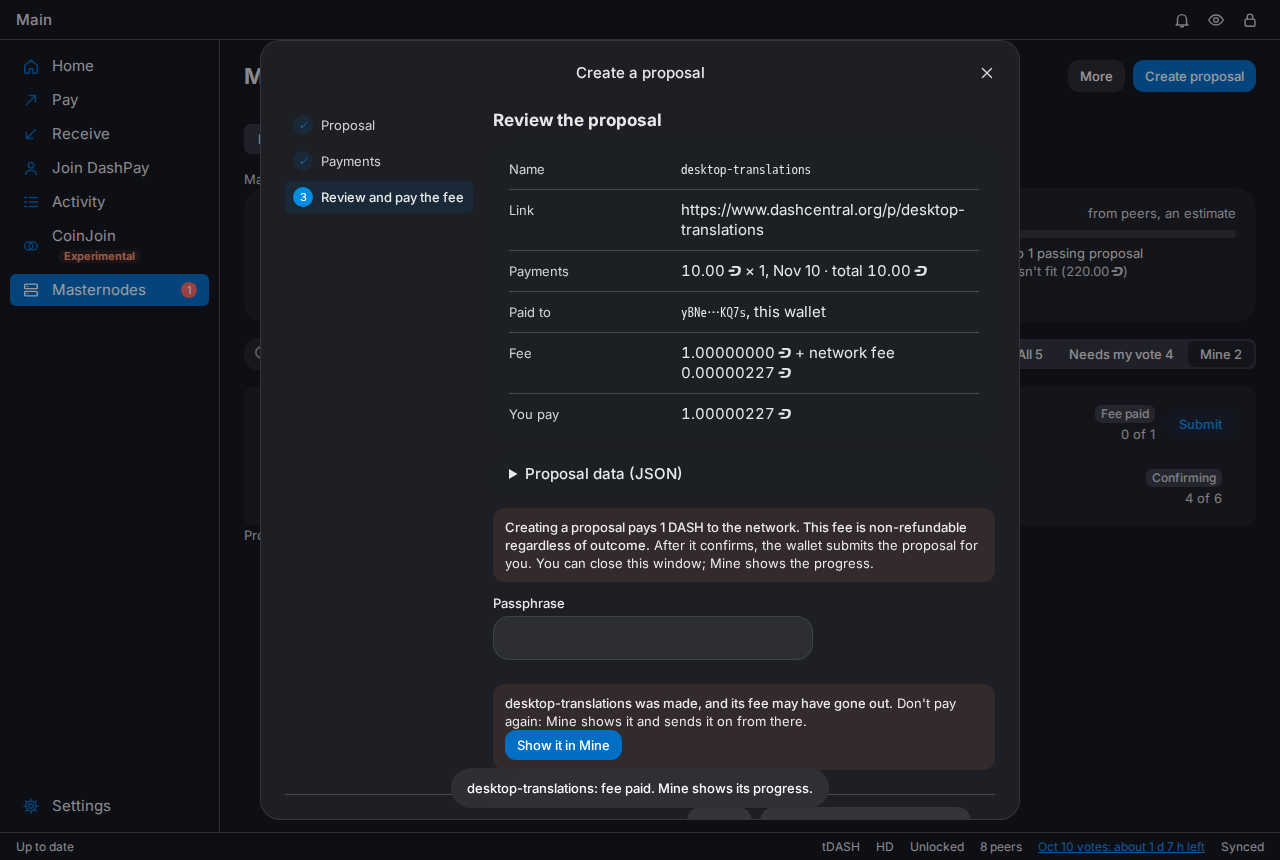 Main
Home
Pay
Receive
Join DashPay
Activity
CoinJoin
Experimental
Masternodes
1
Settings
More
Create proposal
from peers, an estimate
1 passing proposal
(220.00)
All 5
Needs my vote 4
Mine 2
Fee paid
0 of 1
Submit
Confirming
4 of 6
Create a proposal
✓ Proposal
✓ Payments
3 Review and pay the fee
Review the proposal
Name desktop-translations
Link https://www.dashcentral.org/p/desktop-
translations
Payments 10.00 × 1, Nov 10 · total 10.00
Paid to yBNe···KQ7s, this wallet
Fee 1.00000000 + network fee
0.00000227
You pay 1.00000227
Proposal data (JSON)
Creating a proposal pays 1 DASH to the network. This fee is non-refundable
regardless of outcome. After it confirms, the wallet submits the proposal for
you. You can close this window; Mine shows the progress.
Passphrase
desktop-translations was made, and its fee may have gone out. Don't pay
again: Mine shows it and sends it on from there.
Show it in Mine
desktop-translations: fee paid. Mine shows its progress.
Up to date
tDASH
HD
Unlocked
8 peers
Oct 10 votes: about 1 d 7 h left
Synced